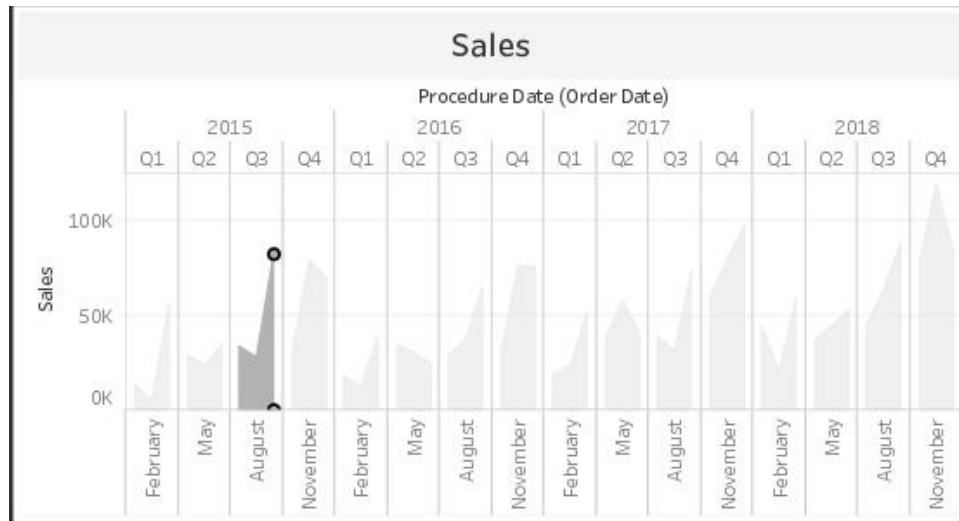 Sales
Procedure Date (Order Date)
2015 2016 2017 2018
Q1 Q2 Q3 Q4 Q1 Q2 Q3 Q4 Q1 Q2 Q3 Q4 Q1 Q2 Q3 Q4
100K
50K
0K
Sales
February May August November February May August November February May August November February May August November